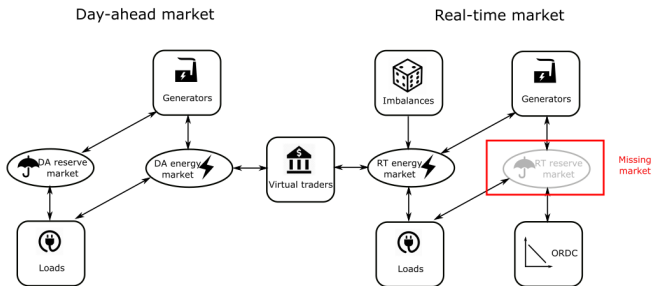 Day-ahead market
Real-time market
Generators
Imbalances
Generators
DA reserve
market
DA energy
market
$
Virtual traders
RT energy
market
RT reserve
market
Missing
market
Loads
Loads
ORDC